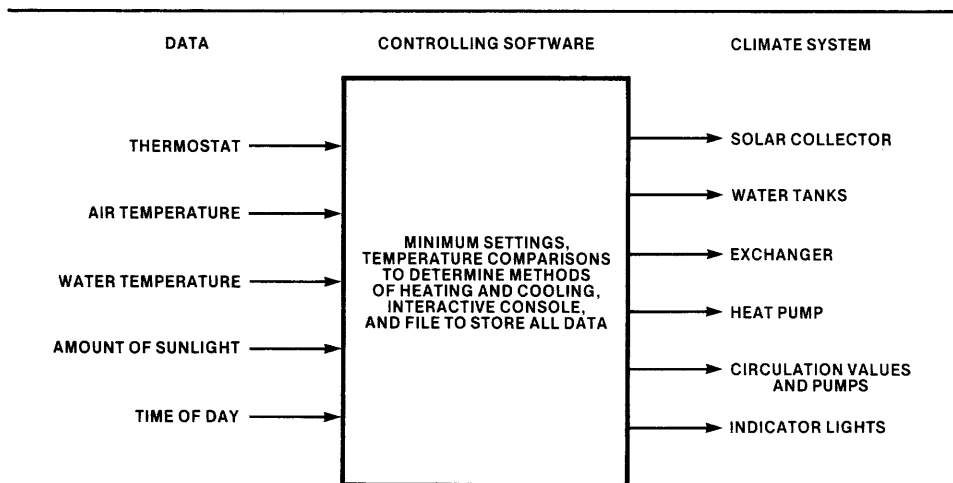 DATA
CONTROLLING SOFTWARE
CLIMATE SYSTEM
THERMOSTAT
AIR TEMPERATURE
WATER TEMPERATURE
AMOUNT OF SUNLIGHT
TIME OF DAY
MINIMUM SETTINGS,
TEMPERATURE COMPARISONS
TO DETERMINE METHODS
OF HEATING AND COOLING,
INTERACTIVE CONSOLE,
AND FILE TO STORE ALL DATA
SOLAR COLLECTOR
WATER TANKS
EXCHANGER
HEAT PUMP
CIRCULATION VALUES
AND PUMPS
INDICATOR LIGHTS